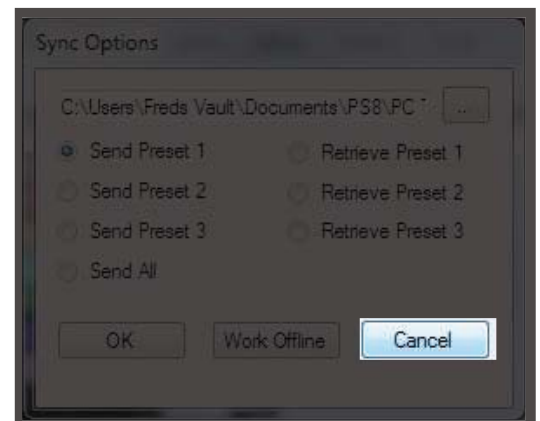 Sync Options
C:\Users\Freds Vault\Documents\PS8\PC T
...
Send Preset 1
Retrieve Preset 1
Send Preset 2
Retrieve Preset 2
Send Preset 3
Retrieve Preset 3
Send All
OK
Work Offline
Cancel